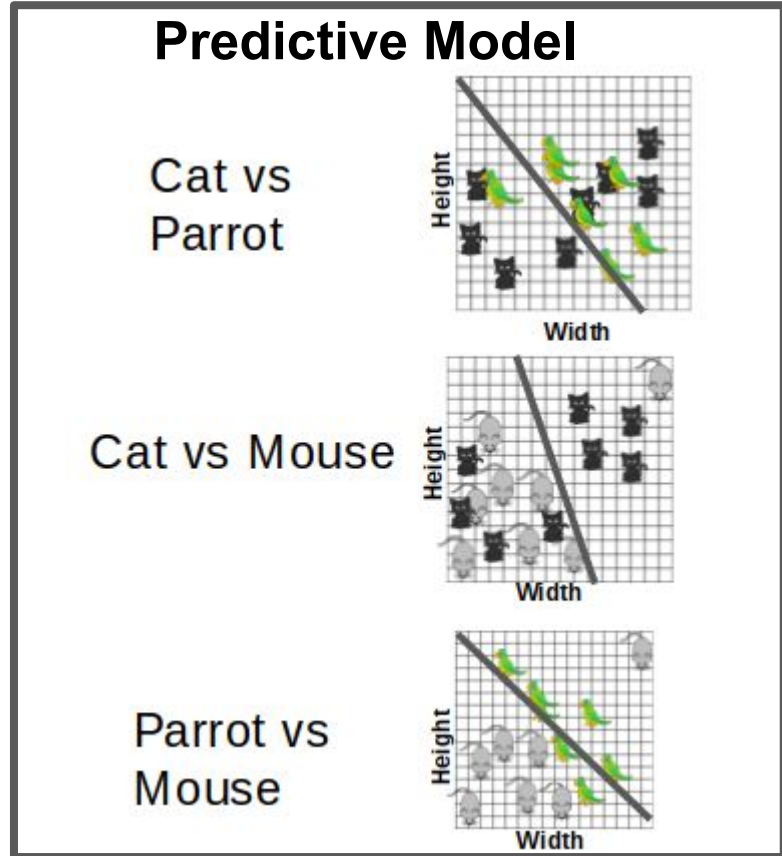 Predictive Model
Cat vs
Parrot
Height
Width
Cat vs Mouse
Height
Width
Parrot vs
Mouse
Height
Width